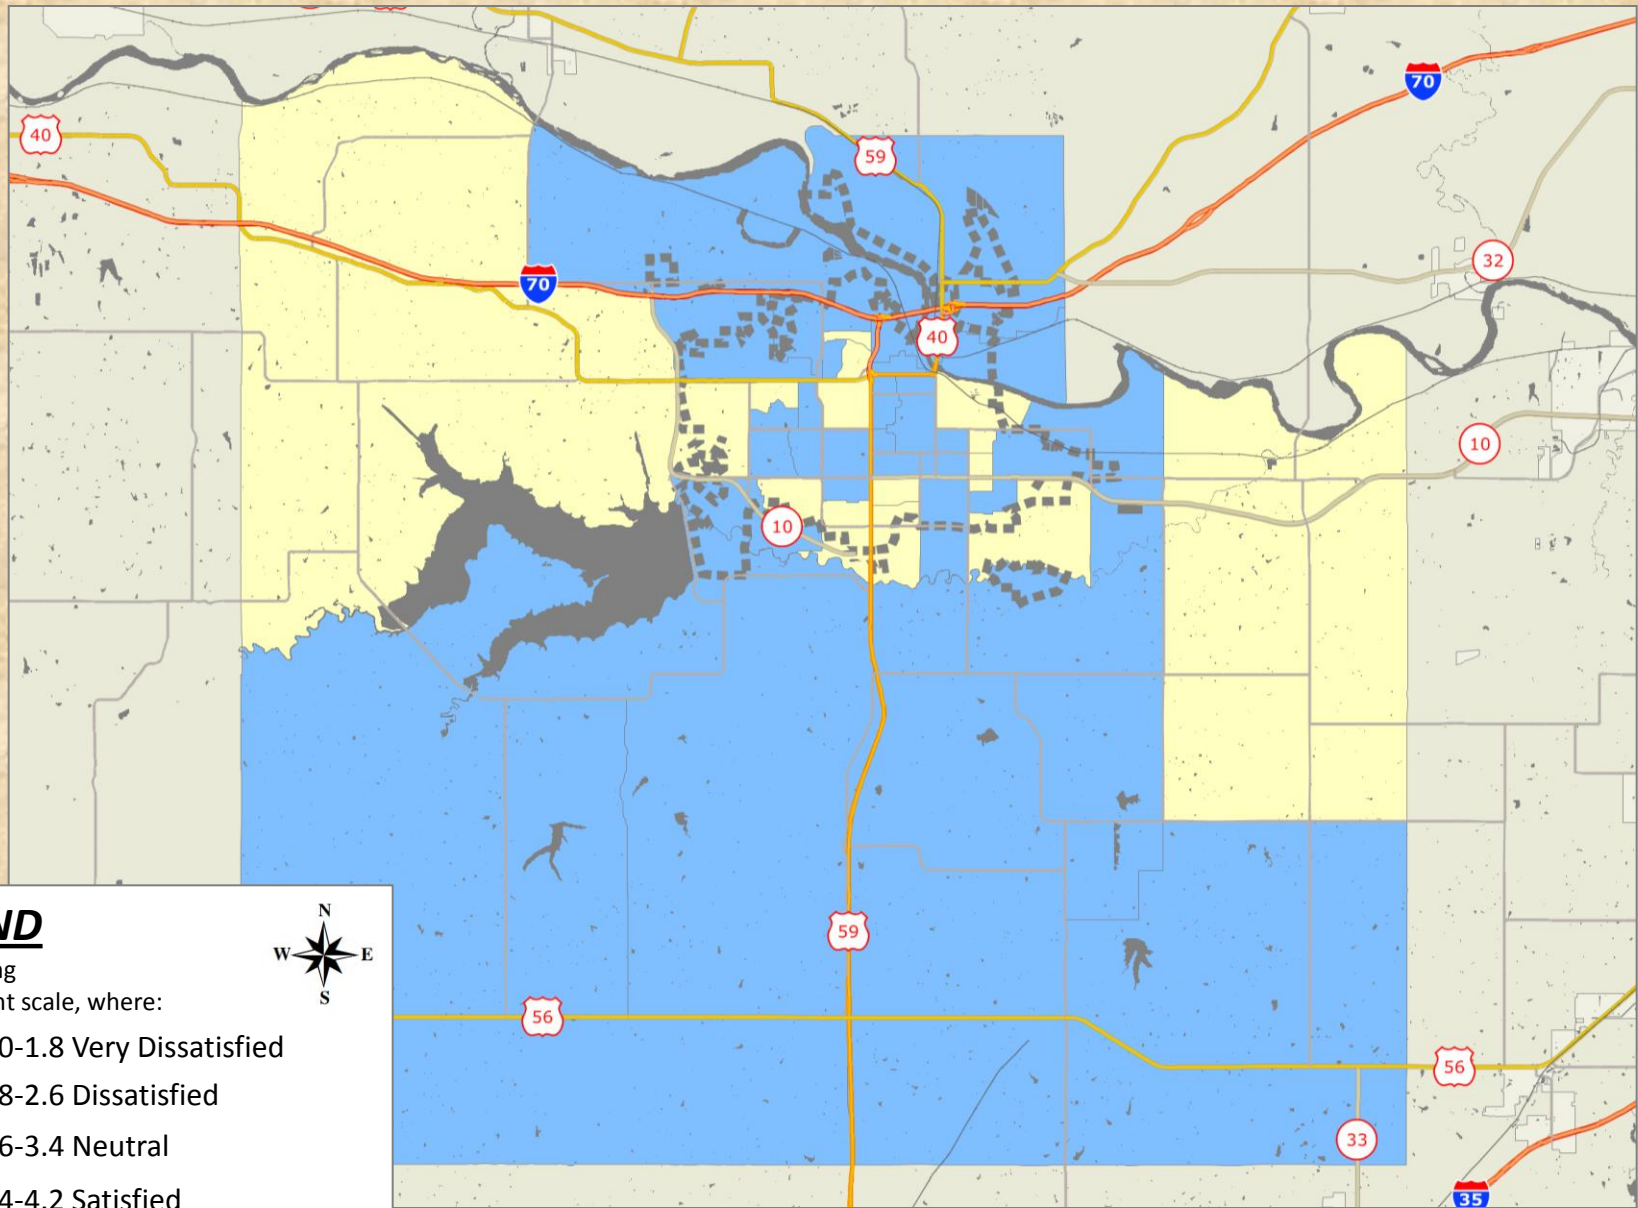 70
40
59
32
70
40
10
10
59
ND
N
W E
S
ng
nt scale, where:
0-1.8 Very Dissatisfied
8-2.6 Dissatisfied
6-3.4 Neutral
4-4.2 Satisfied
56
56
33
35